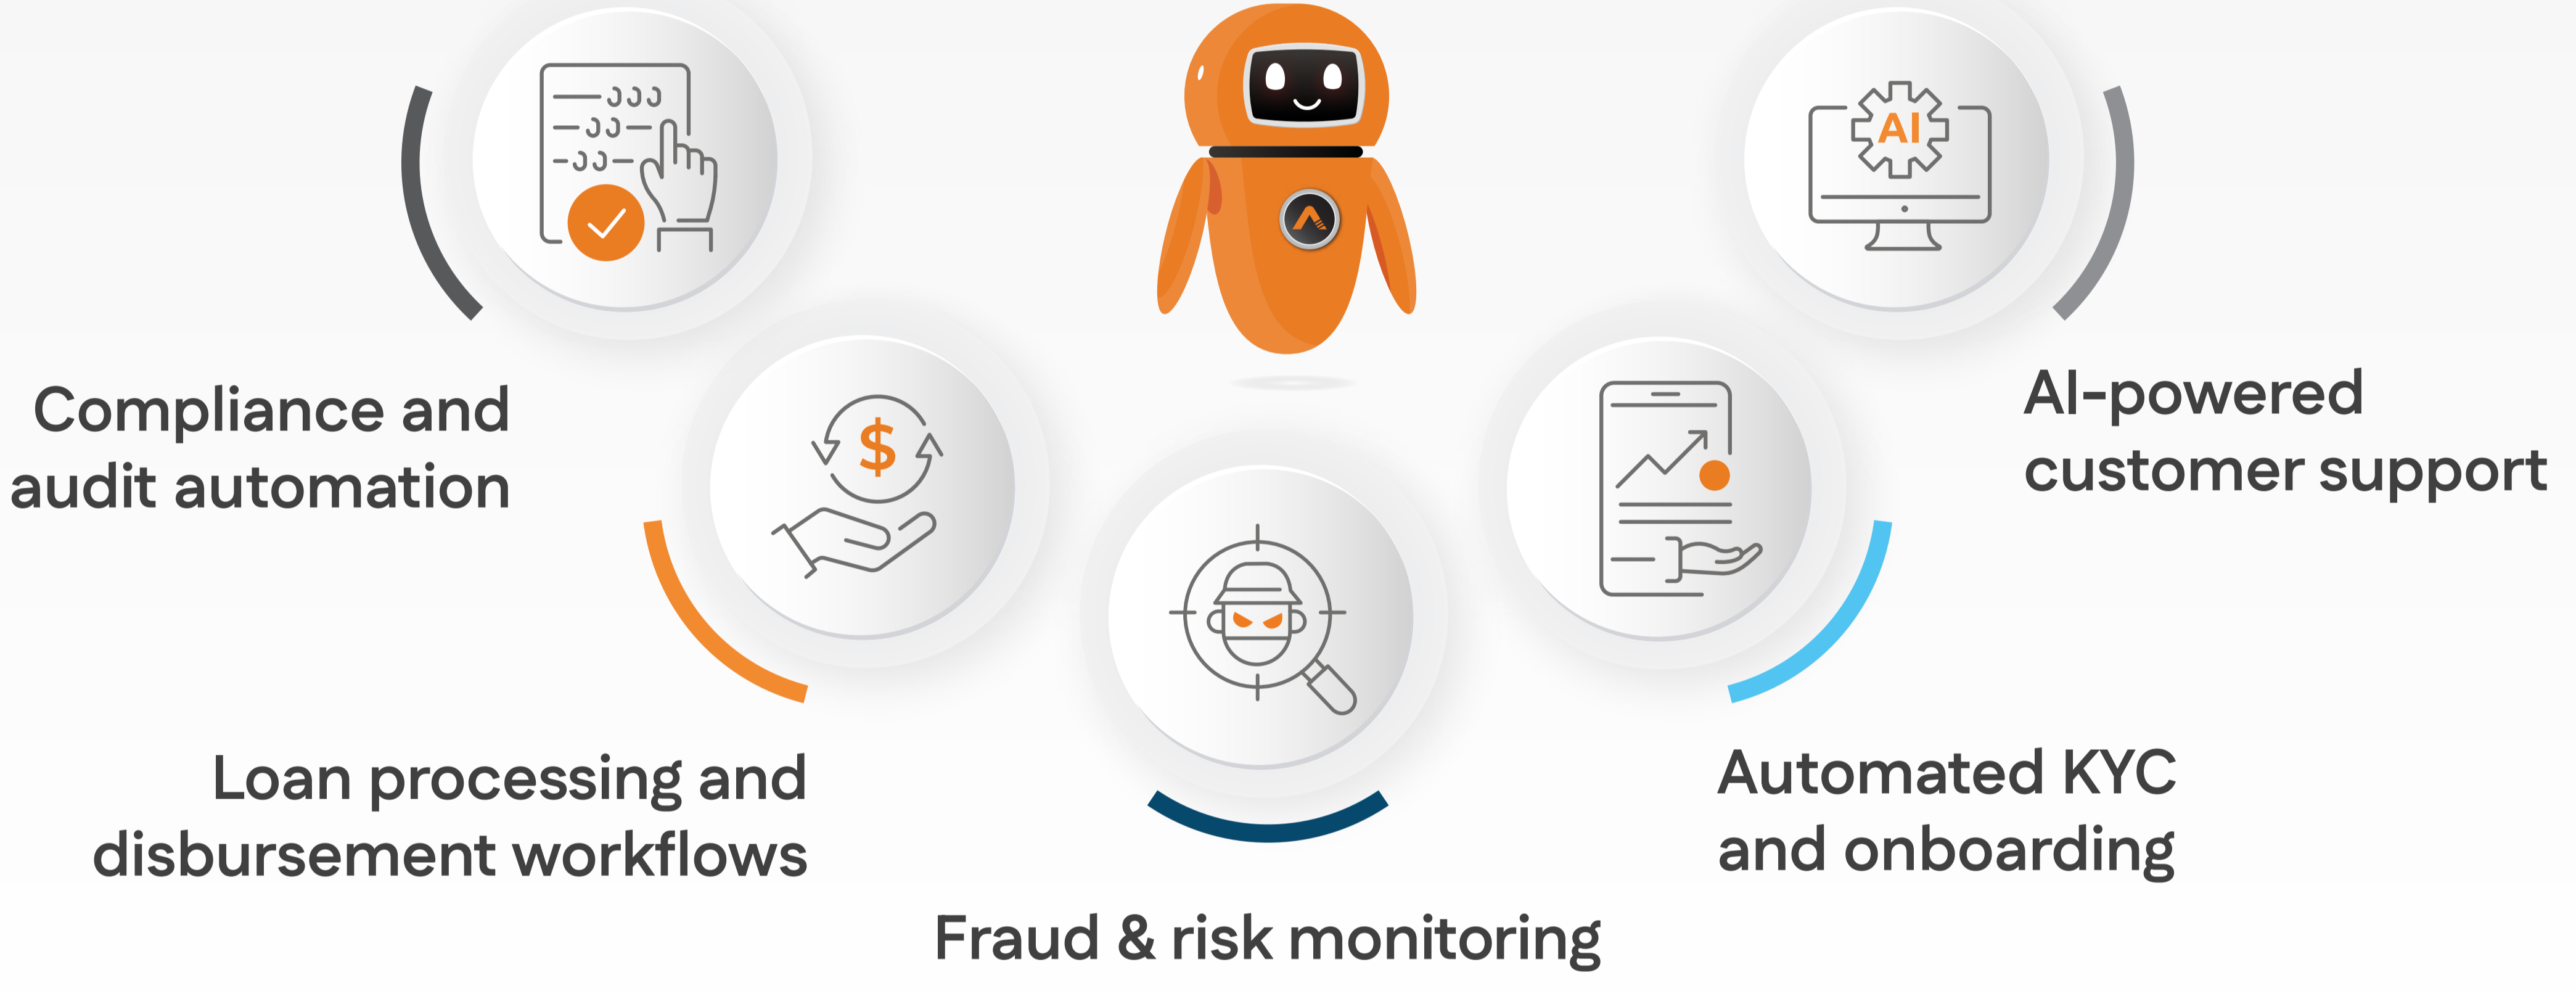 Compliance and
audit automation
$
Loan processing and
disbursement workflows
Fraud & risk monitoring
Automated KYC
and onboarding
AI
AI-powered
customer support